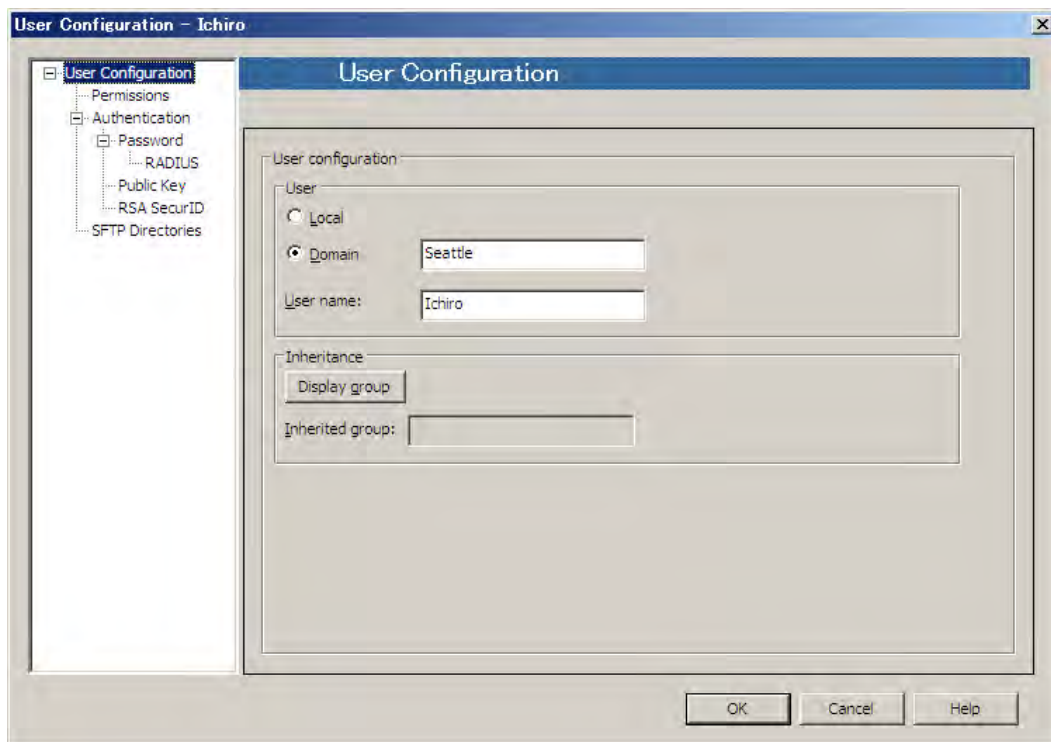 User Configuration - Ichiro
User Configuration
Permissions
Authentication
Password
RADIUS
Public Key
RSA SecurID
SFTP Directories
User Configuration
User configuration
User
Local
Domain
Seattle
User name:
Ichiro
Inheritance
Display group
Inherited group:
OK
Cancel
Help